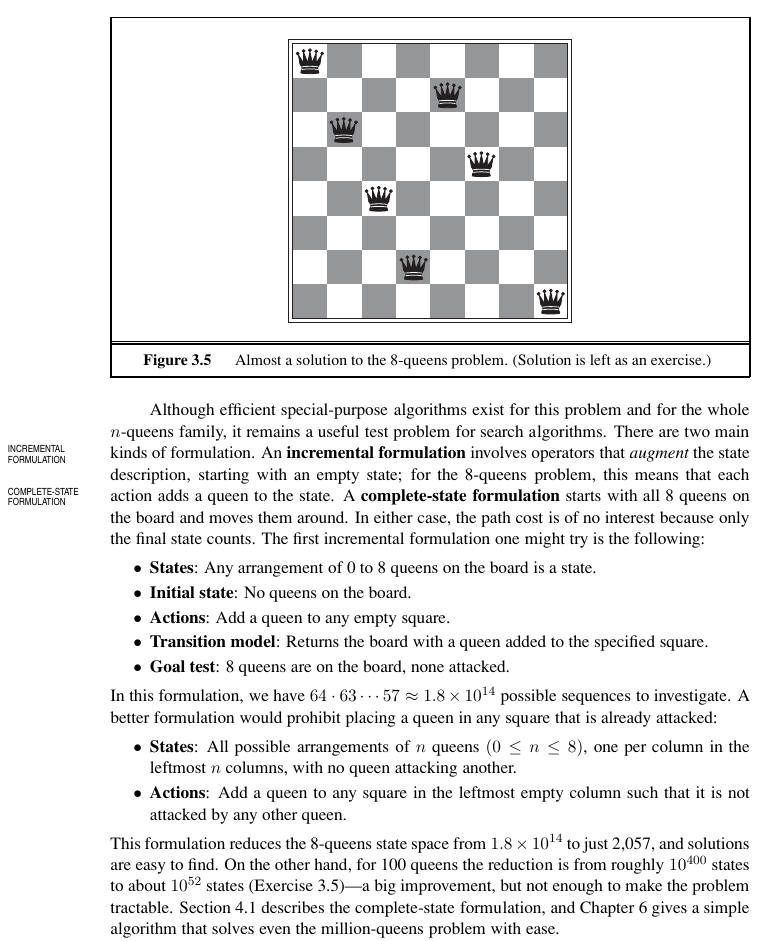 Figure 3.5 Almost a solution to the 8-queens problem. (Solution is left as an exercise.)
Although efficient special-purpose algorithms exist for this problem and for the whole
n-queens family, it remains a useful test problem for search algorithms. There are two main
INCREMENTAL
FORMULATION
kinds of formulation. An incremental formulation involves operators that augment the state
description, starting with an empty state; for the 8-queens problem, this means that each
COMPLETE-STATE
FORMULATION
action adds a queen to the state. A complete-state formulation starts with all 8 queens on
the board and moves them around. In either case, the path cost is of no interest because only
the final state counts. The first incremental formulation one might try is the following:
• States: Any arrangement of 0 to 8 queens on the board is a state.
• Initial state: No queens on the board.
• Actions: Add a queen to any empty square.
• Transition model: Returns the board with a queen added to the specified square.
• Goal test: 8 queens are on the board, none attacked.
In this formulation, we have 64 · 63 · · · 57 ≈ 1.8 × 10¹⁴ possible sequences to investigate. A
better formulation would prohibit placing a queen in any square that is already attacked:
• States: All possible arrangements of n queens (0 ≤ n ≤ 8), one per column in the
leftmost n columns, with no queen attacking another.
• Actions: Add a queen to any square in the leftmost empty column such that it is not
attacked by any other queen.
This formulation reduces the 8-queens state space from 1.8 × 10¹⁴ to just 2,057, and solutions
are easy to find. On the other hand, for 100 queens the reduction is from roughly 10⁴⁰⁰ states
to about 10⁵² states (Exercise 3.5)—a big improvement, but not enough to make the problem
tractable. Section 4.1 describes the complete-state formulation, and Chapter 6 gives a simple
algorithm that solves even the million-queens problem with ease.